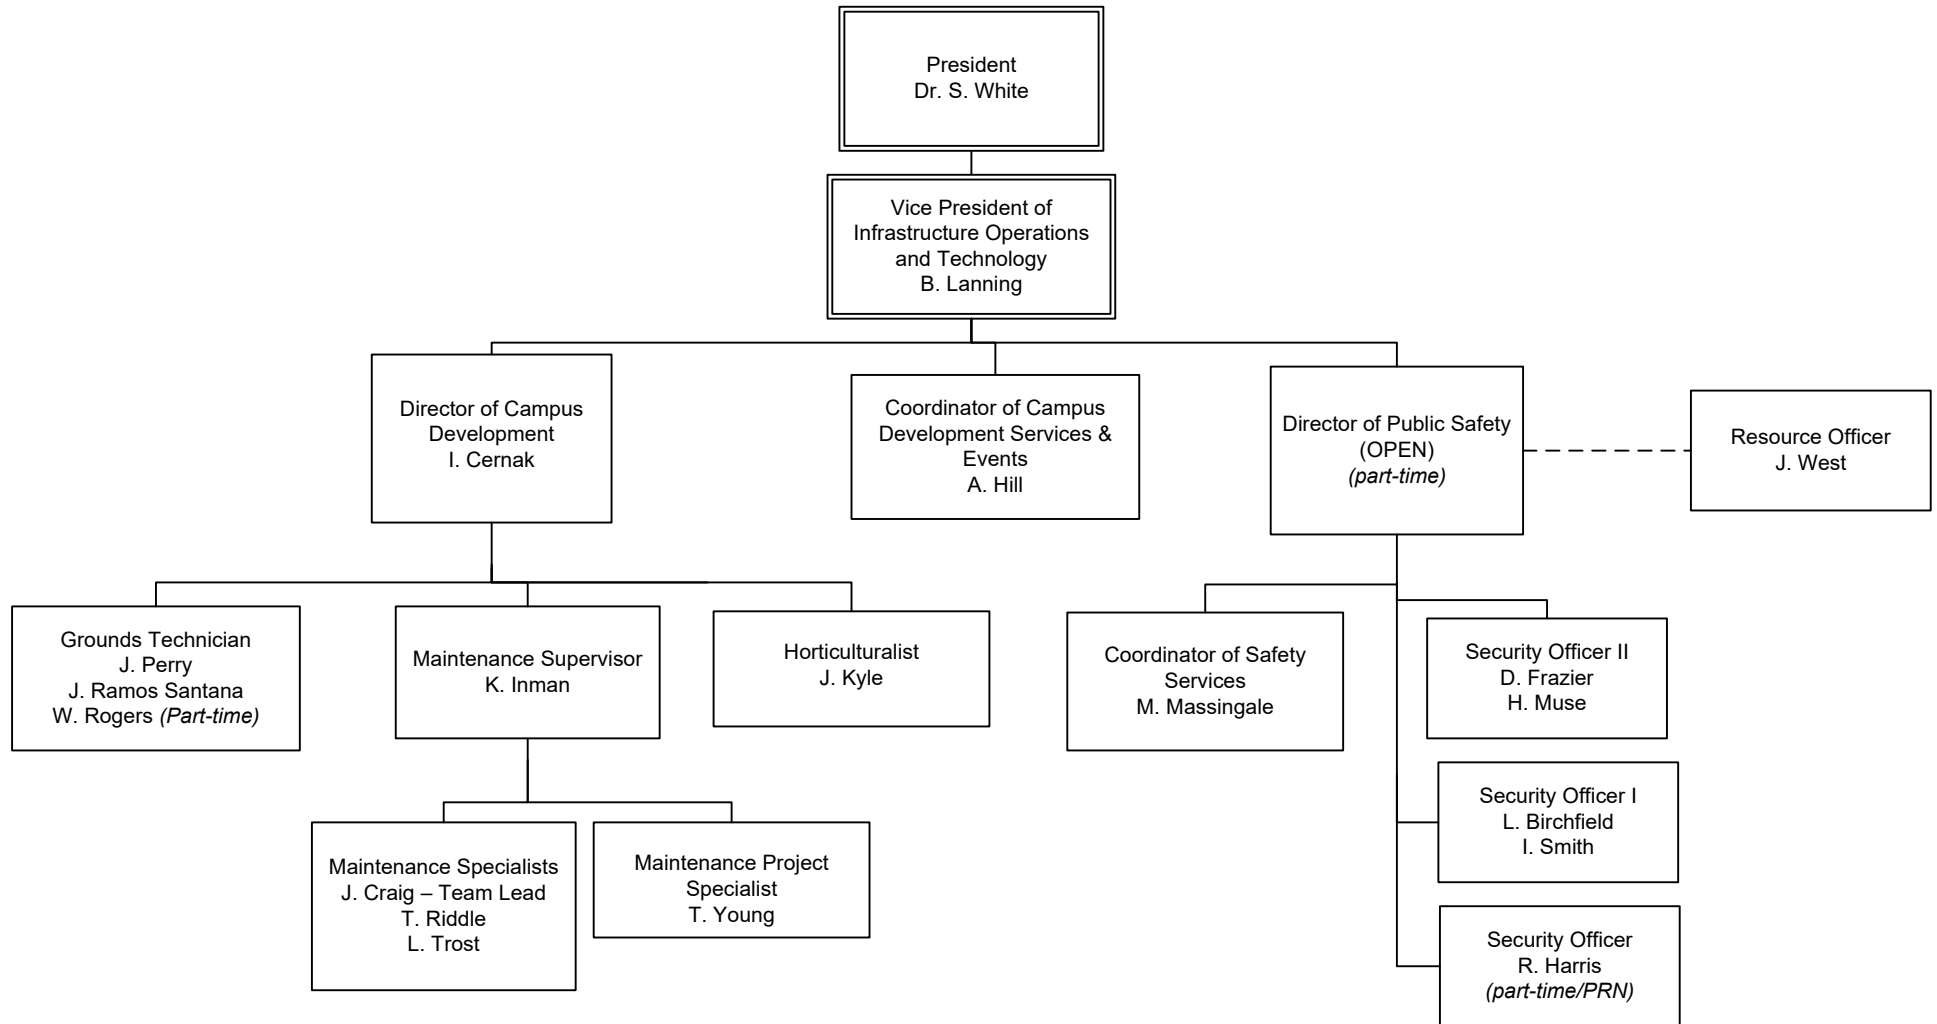 President
Dr. S. White
Vice President of
Infrastructure Operations
and Technology
B. Lanning
Director of Campus
Development
I. Cernak
Coordinator of Campus
Development Services &
Events
A. Hill
Director of Public Safety
(OPEN)
(part-time)
Resource Officer
J. West
Grounds Technician
J. Perry
J. Ramos Santana
W. Rogers (Part-time)
Maintenance Supervisor
K. Inman
Horticulturalist
J. Kyle
Coordinator of Safety
Services
M. Massingale
Security Officer II
D. Frazier
H. Muse
Security Officer I
L. Birchfield
I. Smith
Maintenance Specialists
J. Craig – Team Lead
T. Riddle
L. Trost
Maintenance Project
Specialist
T. Young
Security Officer
R. Harris
(part-time/PRN)